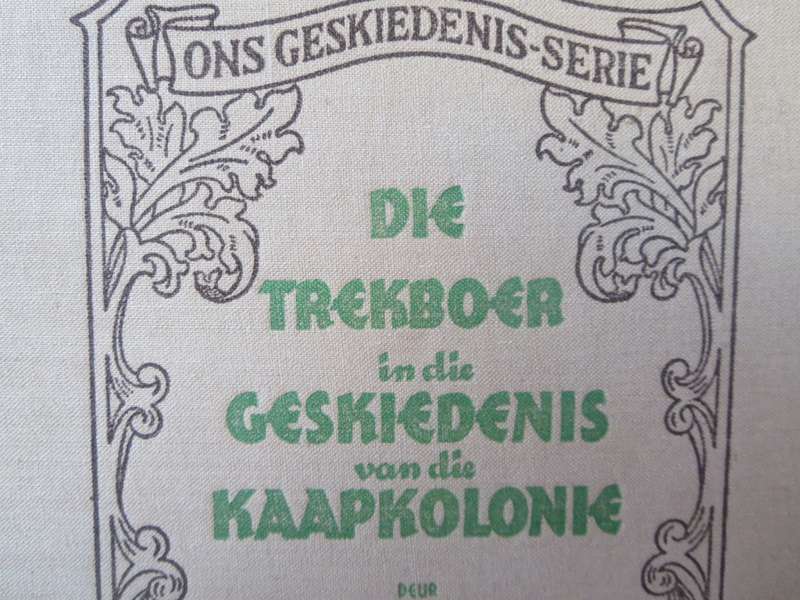 ONS GESKIEDENIS-SERIE
DIE
TREKBOER
in die
GESKIEDENIS
van die
KAAPKOLONIE
DEUR